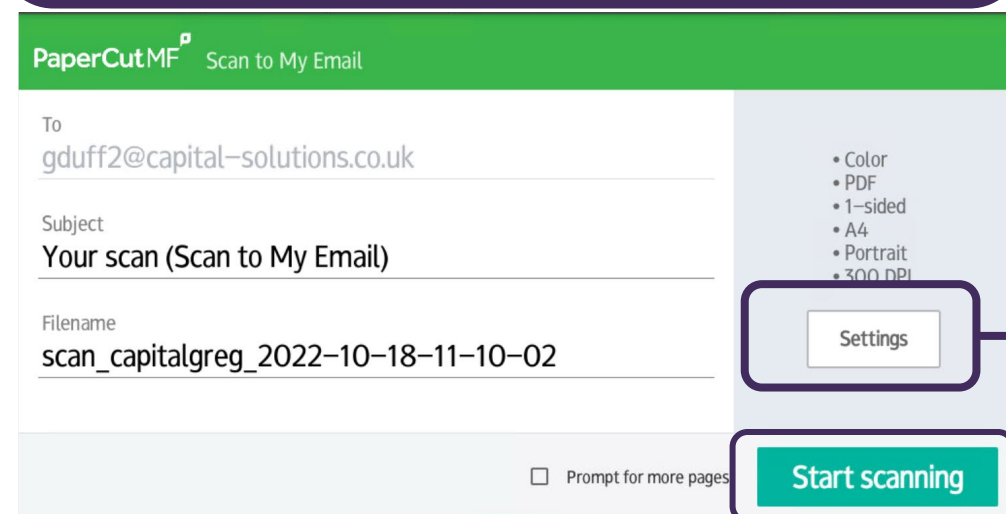 PaperCutMF Scan to My Email
To
gduff2@capital-solutions.co.uk
Subject
Your scan (Scan to My Email)
Filename
scan_capitalgreg_2022-10-18-11-10-02
• Color
• PDF
• 1-sided
• A4
• Portrait
• 300 DPI
Settings
Prompt for more pages
Start scanning